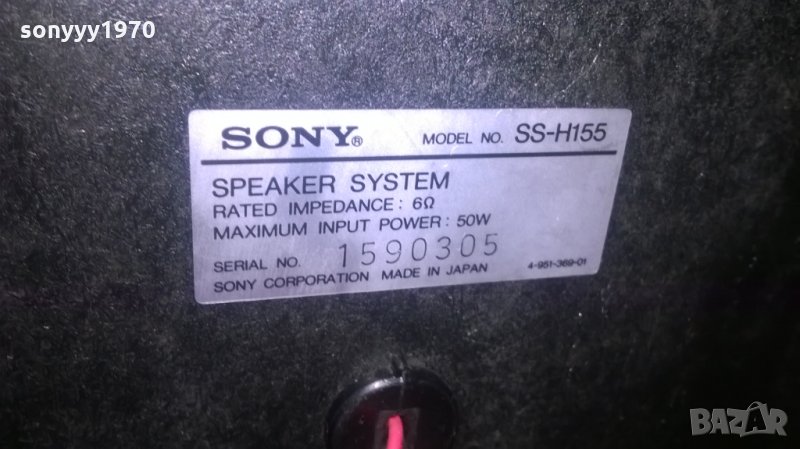 sonyyy1970
SONY® MODEL NO. SS-H155
SPEAKER SYSTEM
RATED IMPEDANCE : 6Ω
MAXIMUM INPUT POWER : 50W
SERIAL NO. 1590305
SONY CORPORATION MADE IN JAPAN 4-951-369-01
BAZAR